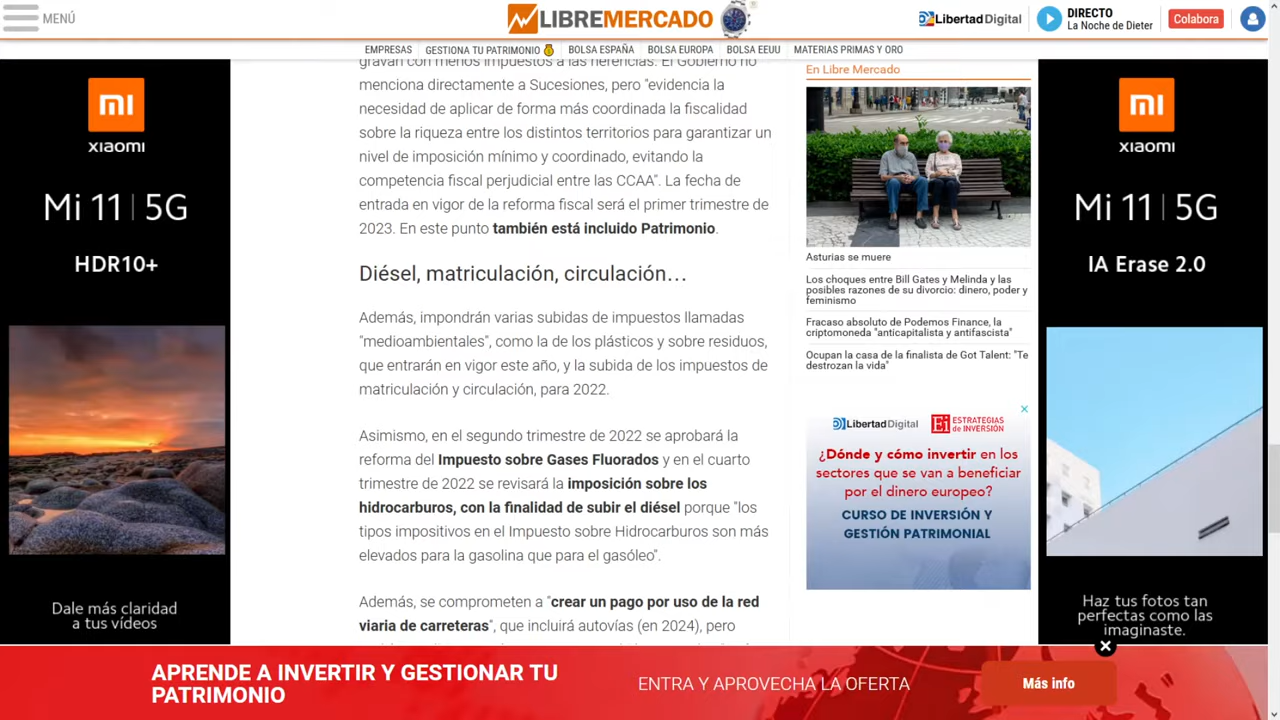 MENÚ
LIBREMERCADO
Libertad Digital
DIRECTO
La Noche de Dieter
Colabora
EMPRESAS GESTIONA TU PATRIMONIO BOLSA ESPAÑA BOLSA EUROPA BOLSA EEUU MATERIAS PRIMAS Y ORO
mi
xiaomi
Mi 11 | 5G
HDR10+
Dale más claridad
a tus vídeos
gravan con menos impuestos a las herencias. El Gobierno no
menciona directamente a Sucesiones, pero "evidencia la
necesidad de aplicar de forma más coordinada la fiscalidad
sobre la riqueza entre los distintos territorios para garantizar un
nivel de imposición mínimo y coordinado, evitando la
competencia fiscal perjudicial entre las CCAA". La fecha de
entrada en vigor de la reforma fiscal será el primer trimestre de
2023. En este punto también está incluido Patrimonio.
Diésel, matriculación, circulación…
Además, impondrán varias subidas de impuestos llamadas
"medioambientales", como la de los plásticos y sobre residuos,
que entrarán en vigor este año, y la subida de los impuestos de
matriculación y circulación, para 2022.
Asimismo, en el segundo trimestre de 2022 se aprobará la
reforma del Impuesto sobre Gases Fluorados y en el cuarto
trimestre de 2022 se revisará la imposición sobre los
hidrocarburos, con la finalidad de subir el diésel porque "los
tipos impositivos en el Impuesto sobre Hidrocarburos son más
elevados para la gasolina que para el gasóleo".
Además, se comprometen a "crear un pago por uso de la red
viaria de carreteras", que incluirá autovías (en 2024), pero
En Libre Mercado
Asturias se muere
Los choques entre Bill Gates y Melinda y las
posibles razones de su divorcio: dinero, poder y
feminismo
Fracaso absoluto de Podemos Finance, la
criptomoneda "anticapitalista y antifascista"
Ocupan la casa de la finalista de Got Talent: "Te
destrozan la vida"
Libertad Digital
Ei ESTRATEGIAS
de INVERSIÓN
¿Dónde y cómo invertir en los
sectores que se van a beneficiar
por el dinero europeo?
CURSO DE INVERSIÓN Y
GESTIÓN PATRIMONIAL
mi
xiaomi
Mi 11 | 5G
IA Erase 2.0
Haz tus fotos tan
perfectas como las
imaginaste.
APRENDE A INVERTIR Y GESTIONAR TU
PATRIMONIO
ENTRA Y APROVECHA LA OFERTA
Más info